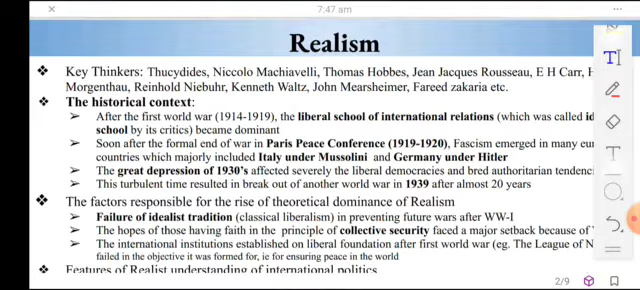 7:47 am
Realism
❖ Key Thinkers: Thucydides, Niccolo Machiavelli, Thomas Hobbes, Jean Jacques Rousseau, E H Carr, H
Morgenthau, Reinhold Niebuhr, Kenneth Waltz, John Mearsheimer, Fareed zakaria etc.
❖ The historical context:
➢ After the first world war (1914-1919), the liberal school of international relations (which was called
school by its critics) became dominant
➢ Soon after the formal end of war in Paris Peace Conference (1919-1920), Fascism emerged in many
countries which majorly included Italy under Mussolini and Germany under Hitler
➢ The great depression of 1930's affected severely the liberal democracies and bred authoritarian
➢ This turbulent time resulted in break out of another world war in 1939 after almost 20 years
❖ The factors responsible for the rise of theoretical dominance of Realism
➢ Failure of idealist tradition (classical liberalism) in preventing future wars after WW-I
➢ The hopes of those having faith in the principle of collective security faced a major setback because of
➢ The international institutions established on liberal foundation after first world war (eg. The League of N
failed in the objective it was formed for, ie for ensuring peace in the world
❖ Features of Realist understanding of international politics
2/9